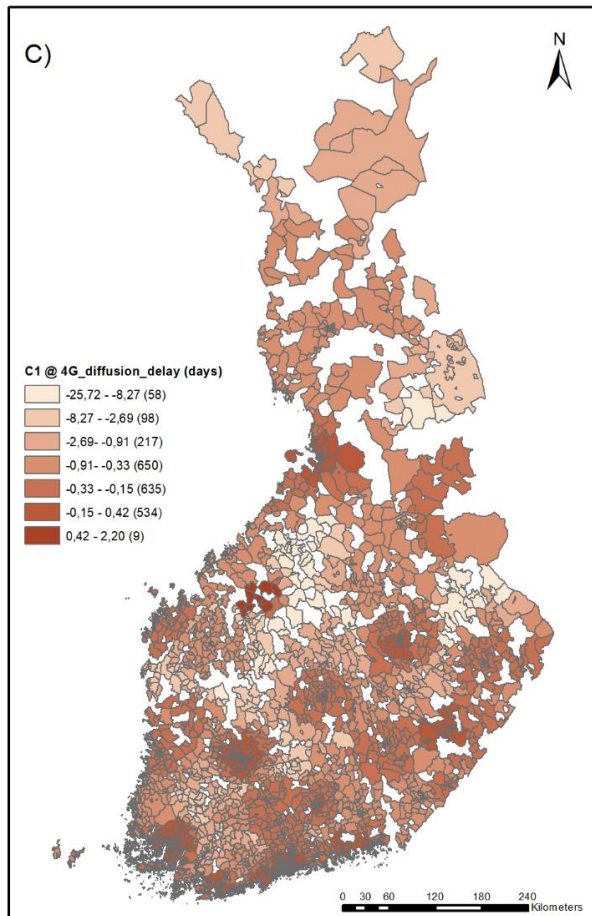 C)
N
C1 @ 4G_diffusion_delay (days)
-25,72 - -8,27 (58)
-8,27 - -2,69 (98)
-2,69- -0,91 (217)
-0,91- -0,33 (650)
-0,33 - -0,15 (635)
-0,15 - 0,42 (534)
0,42 - 2,20 (9)
0 30 60 120 180 240
Kilometers